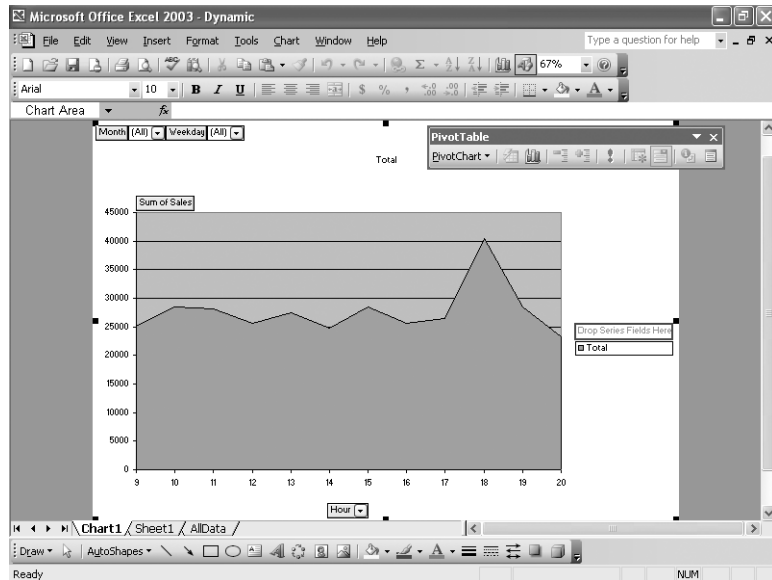 Microsoft Office Excel 2003 - Dynamic
File Edit View Insert Format Tools Chart Window Help Type a question for help
ABC Σ A Z Z A 67%
Arial 10 B I U $ % , A
Chart Area fx
Month (All) Weekday (All)
PivotTable
Total
PivotChart
Sum of Sales
45000
40000
35000
30000
25000
20000
15000
10000
5000
0
Drop Series Fields Here
Total
9 10 11 12 13 14 15 16 17 18 19 20
Hour
Chart1 Sheet1 AllData
Draw AutoShapes A A
Ready NUM